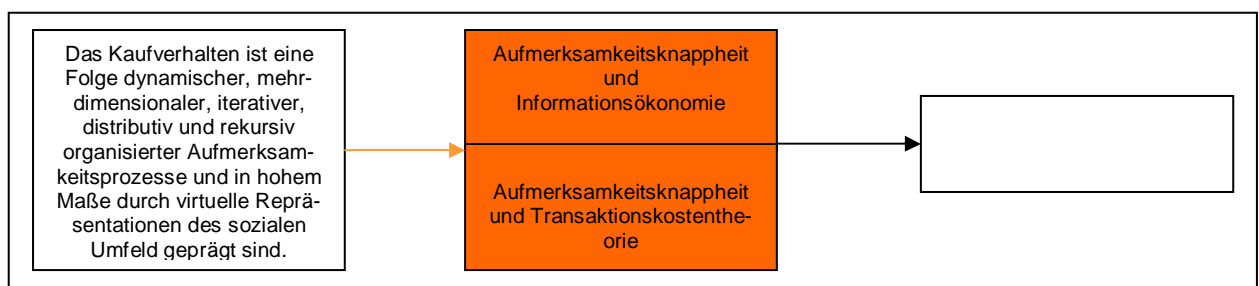 Das Kaufverhalten ist eine
Folge dynamischer, mehr-
dimensionaler, iterativer,
distributiv und rekursiv
organisierter Aufmerksam-
keitsprozesse und in hohem
Maße durch virtuelle Reprä-
sentationen des sozialen
Umfeld geprägt sind.
Aufmerksamkeitsknappheit
und
Informationsökonomie
Aufmerksamkeitsknappheit
und Transaktionskostenthe-
orie